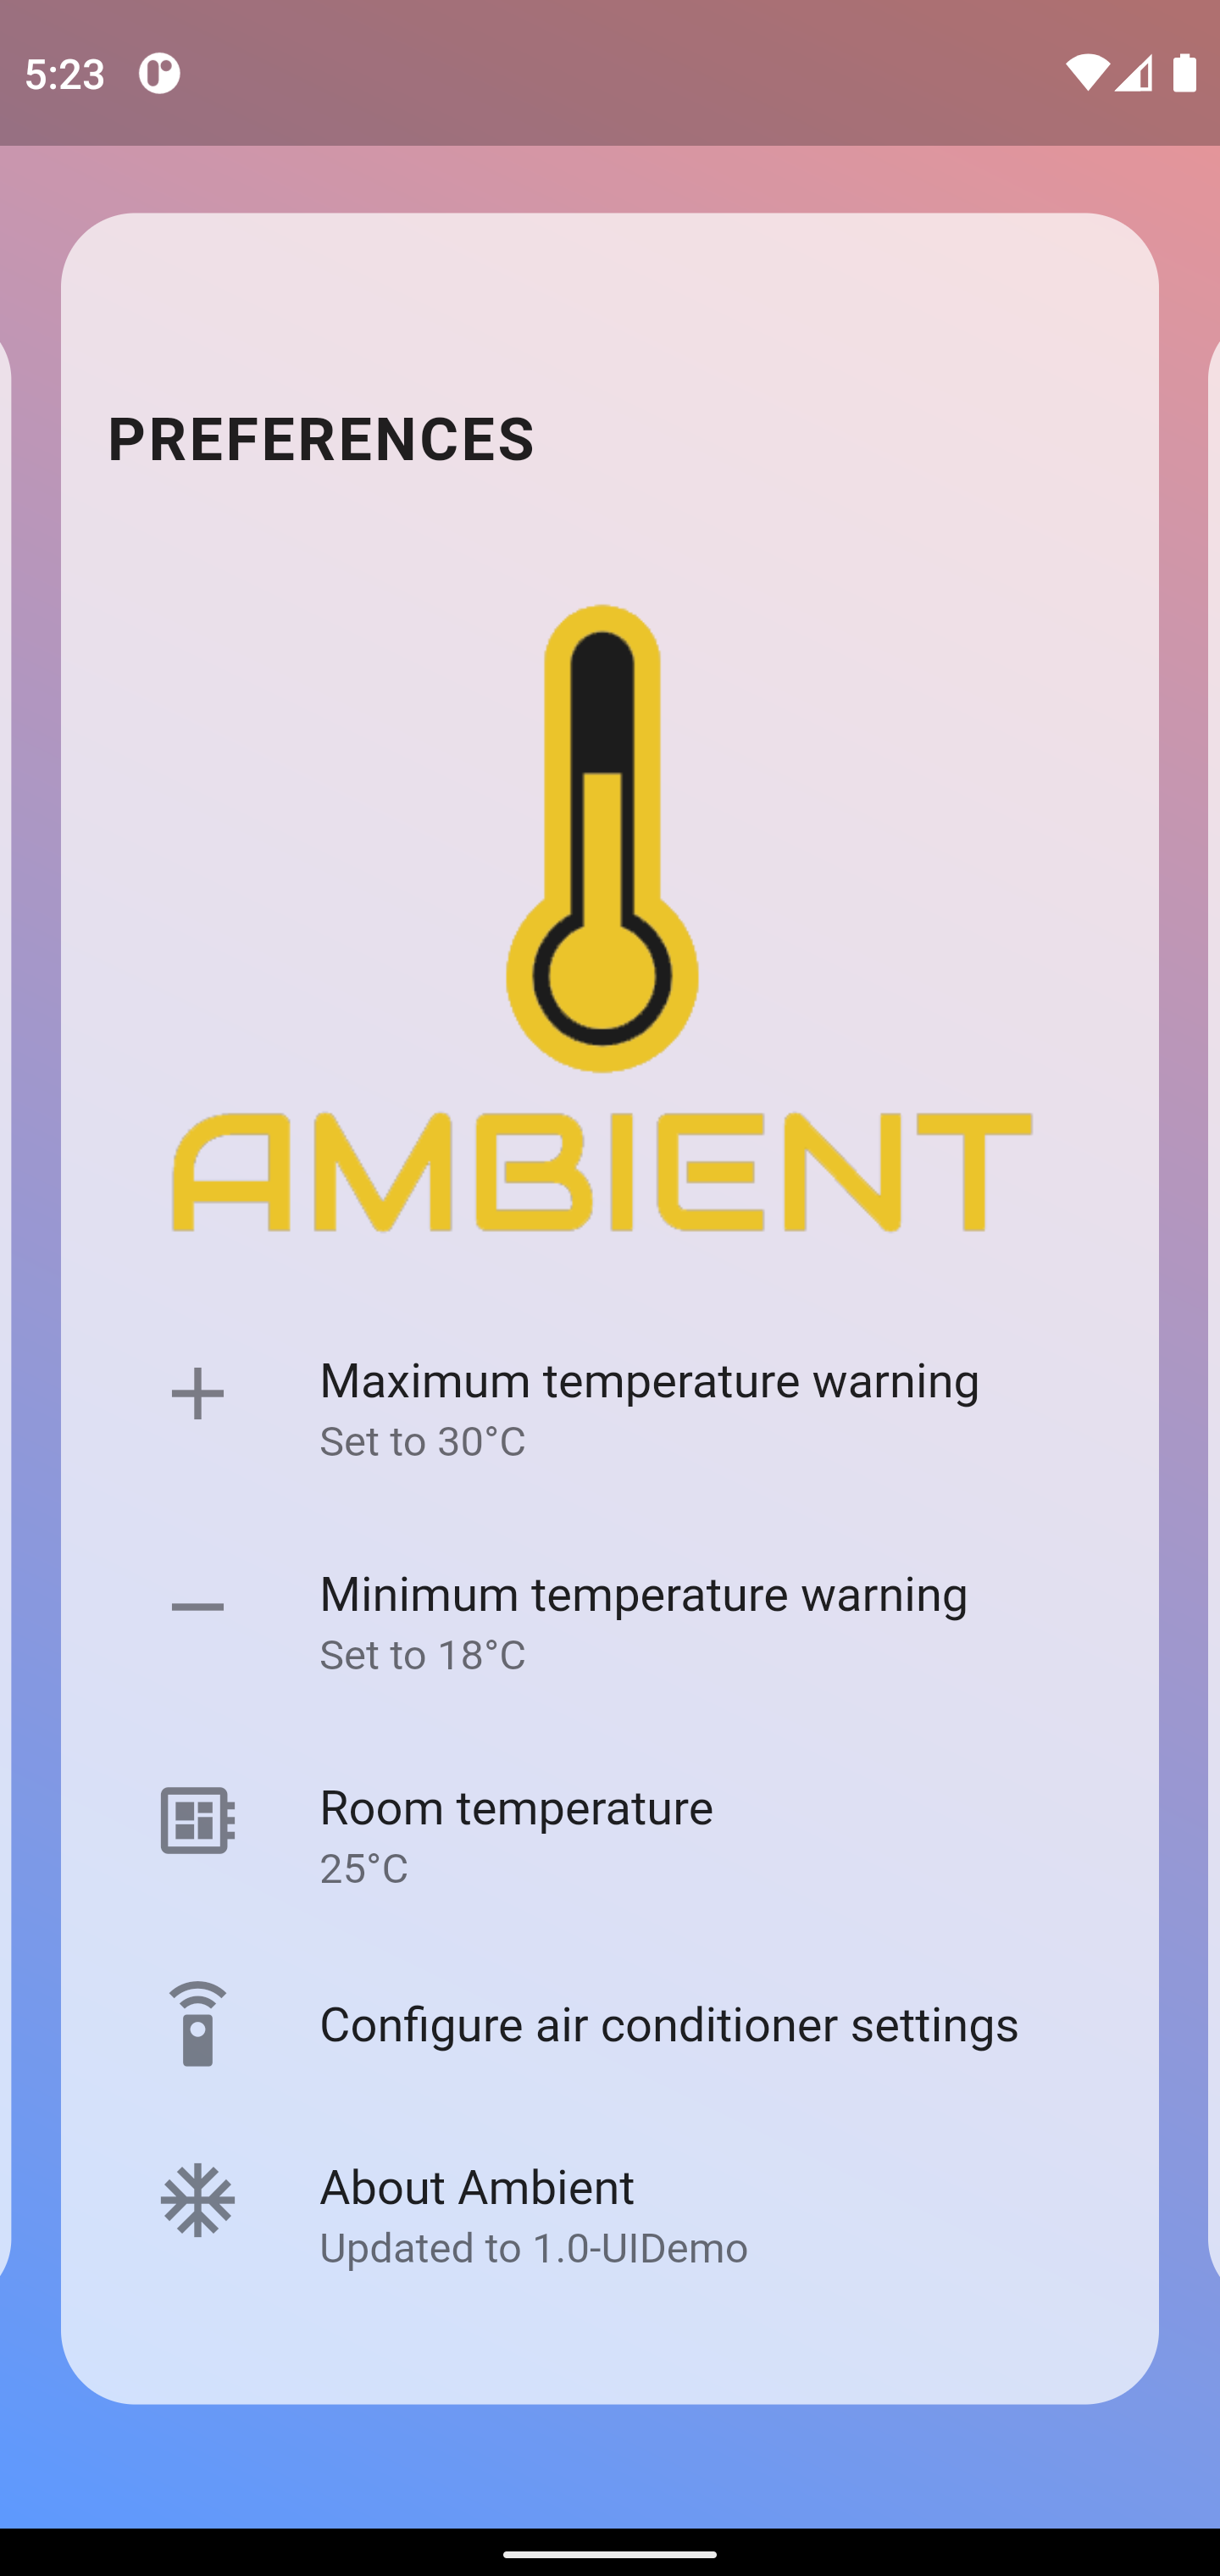 5:23
PREFERENCES
AMBIENT
Maximum temperature warning
Set to 30°C
Minimum temperature warning
Set to 18°C
Room temperature
25°C
Configure air conditioner settings
About Ambient
Updated to 1.0-UIDemo